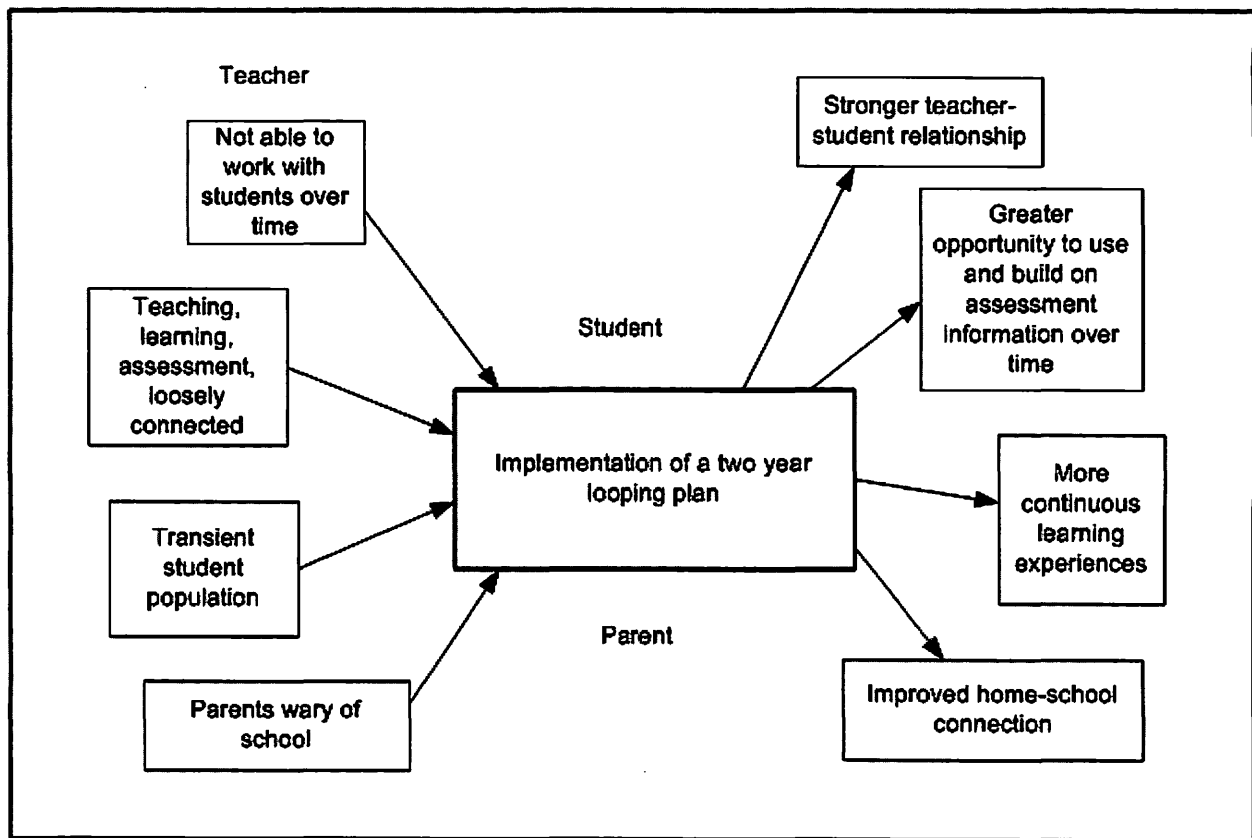 Teacher
Not able to
work with
students over
time
Teaching,
learning,
assessment,
loosely
connected
Transient
student
population
Parents wary of
school
Student
Implementation of a two year
looping plan
Parent
Stronger teacher-
student relationship
Greater
opportunity to use
and build on
assessment
information over
time
More
continuous
learning
experiences
Improved home-school
connection